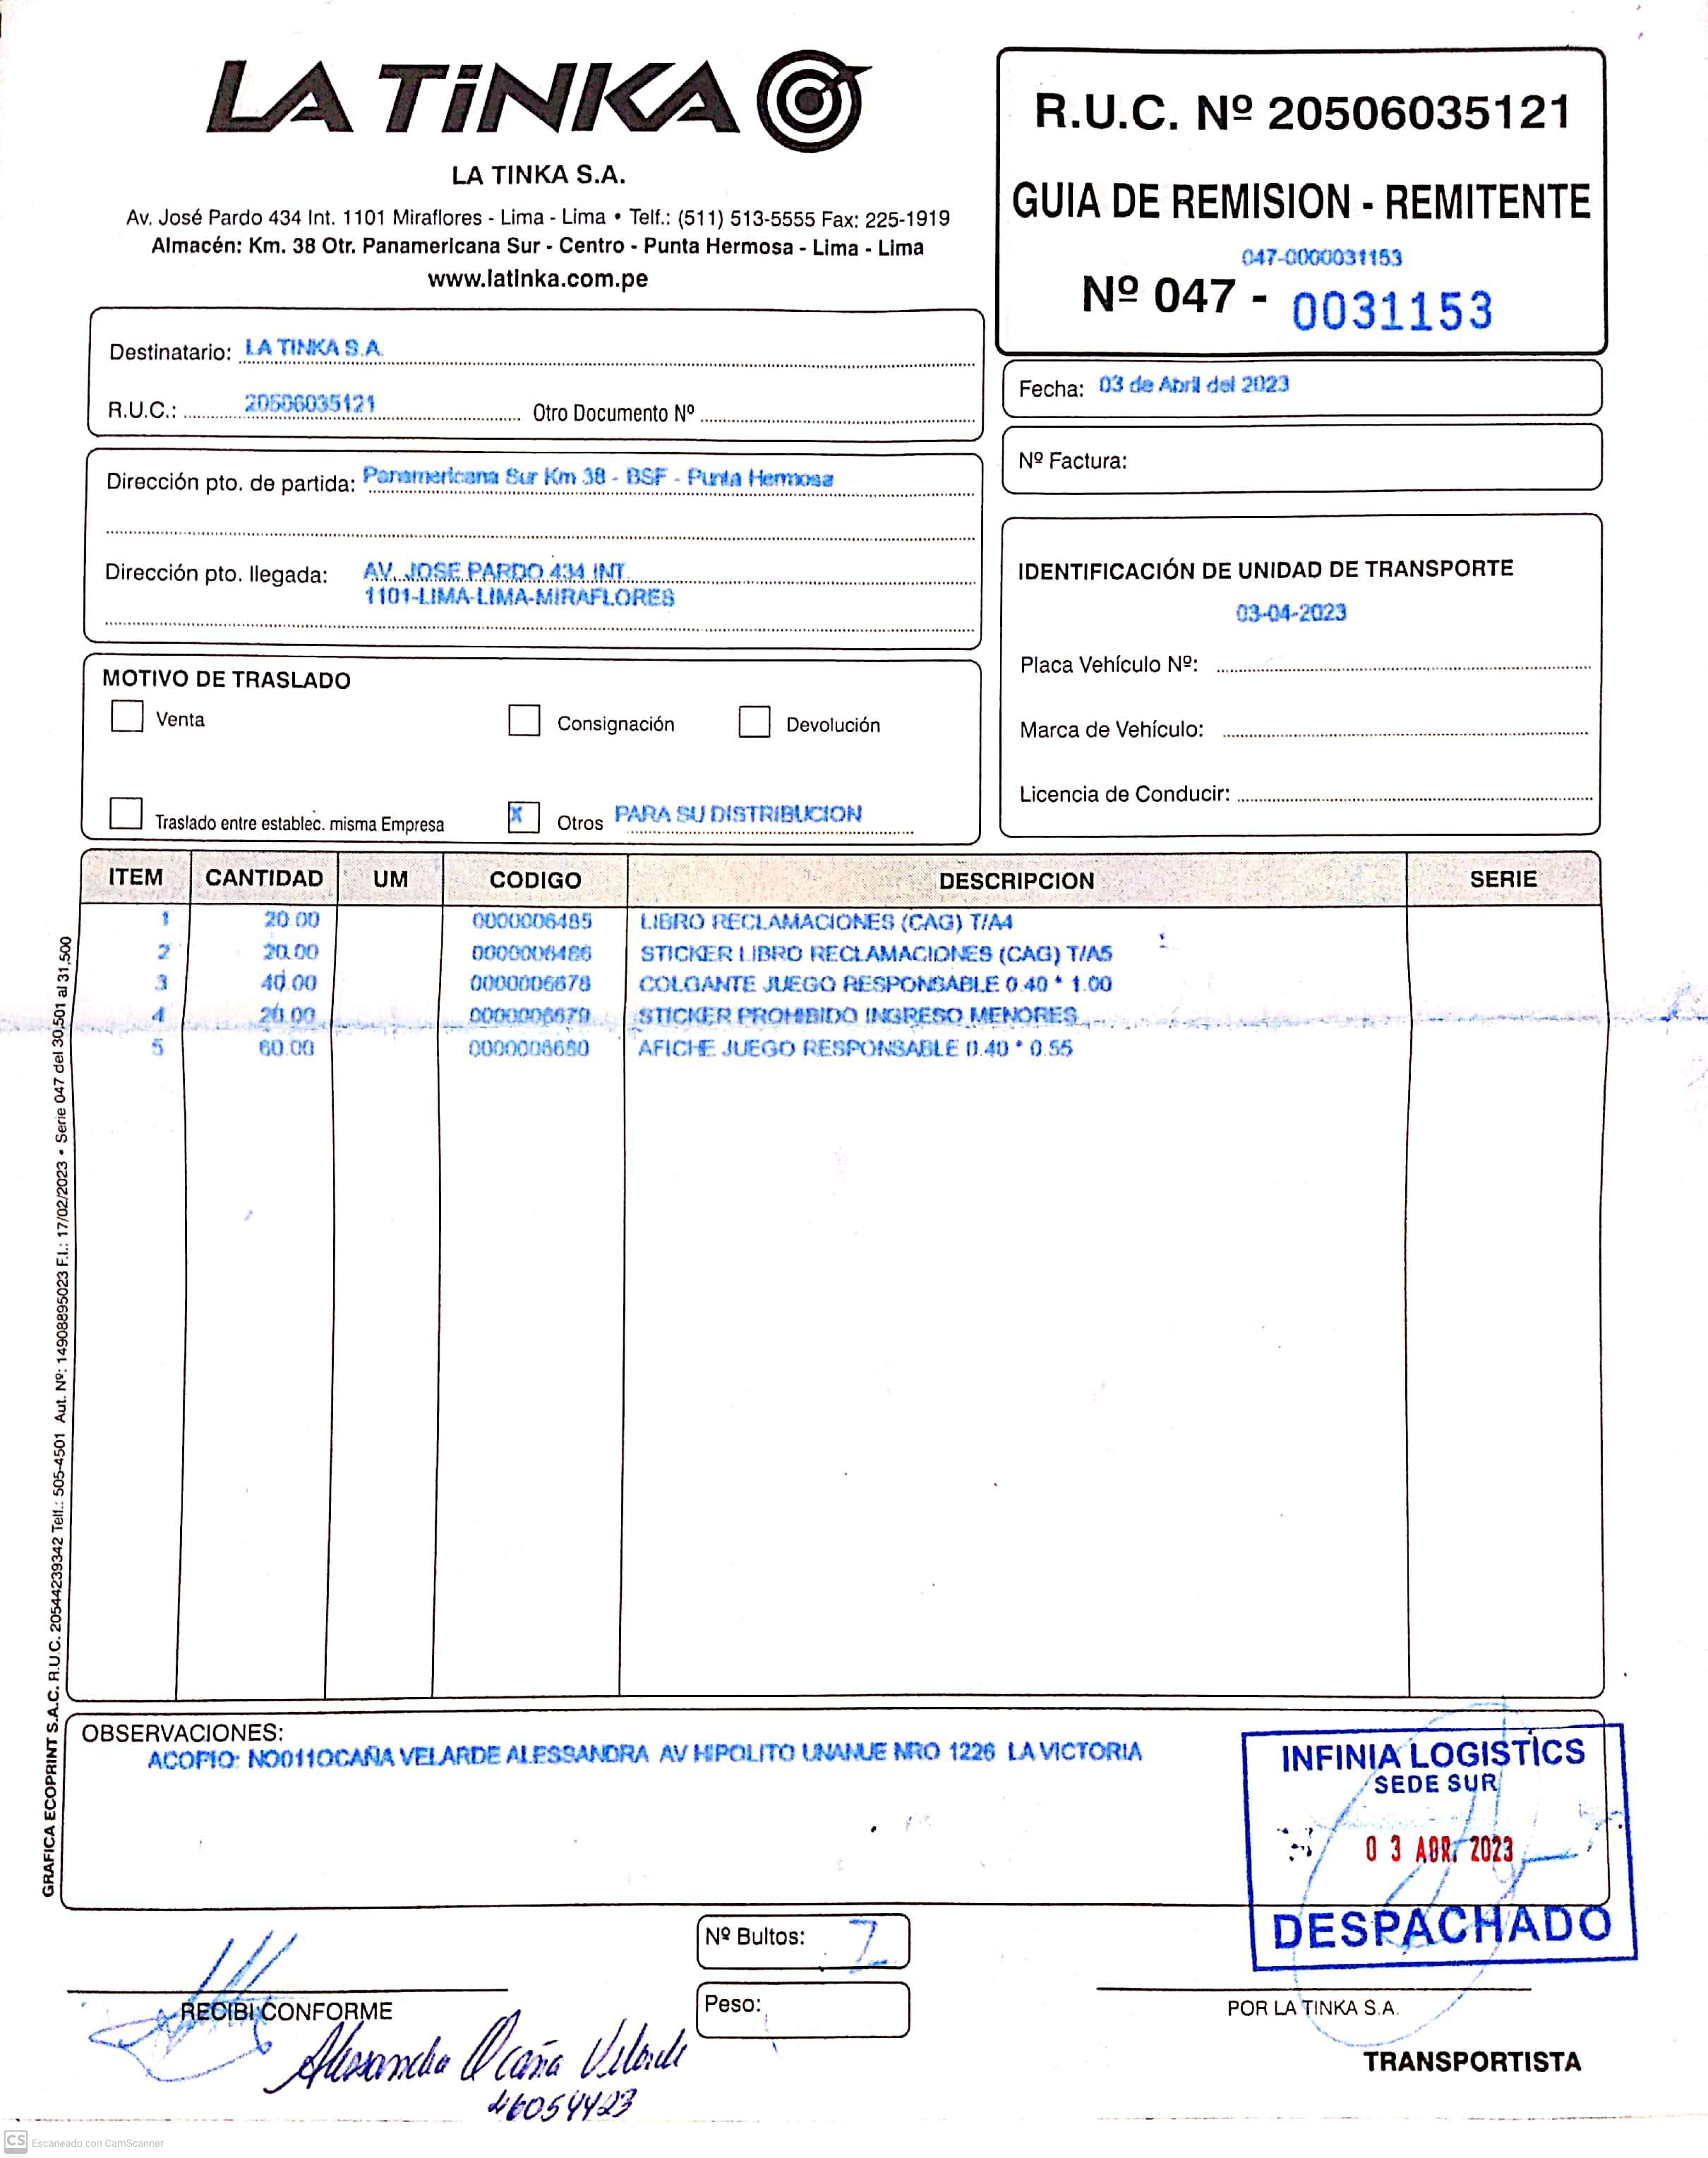 LA TiNKA
LA TINKA S.A.
Av. José Pardo 434 Int. 1101 Miraflores - Lima - Lima • Telf.: (511) 513-5555 Fax: 225-1919
Almacén: Km. 38 Otr. Panamericana Sur - Centro - Punta Hermosa - Lima - Lima
www.latinka.com.pe
R.U.C. Nº 20506035121
GUIA DE REMISION - REMITENTE
047-0000031153
Nº 047 - 0031153
Destinatario: LA TINKA S.A.
R.U.C.: 20506035121 Otro Documento Nº
Fecha: 03 de Abril del 2023
Nº Factura:
Dirección pto. de partida: Panamericana Sur Km 38 - BSF - Punta Hermosa
Dirección pto. llegada: AV. JOSE PARDO 434 INT.
1101-LIMA-LIMA-MIRAFLORES
IDENTIFICACIÓN DE UNIDAD DE TRANSPORTE
03-04-2023
Placa Vehículo Nº:
Marca de Vehículo:
Licencia de Conducir:
MOTIVO DE TRASLADO
Venta Consignación Devolución
Traslado entre establec. misma Empresa X Otros PARA SU DISTRIBUCION
ITEM CANTIDAD UM CODIGO DESCRIPCION SERIE
1 20.00 0000006485 LIBRO RECLAMACIONES (CAG) T/A4
2 20.00 0000006486 STICKER LIBRO RECLAMACIONES (CAG) T/A5
3 40.00 0000006678 COLGANTE JUEGO RESPONSABLE 0.40 * 1.00
4 20.00 0000006679 STICKER PROHIBIDO INGRESO MENORES
5 60.00 0000006680 AFICHE JUEGO RESPONSABLE 0.40 * 0.55
GRAFICA ECOPRINT S.A.C. R.U.C. 20544239342 Telf.: 505-4501 Aut. Nº: 14908895023 F.I.: 17/02/2023 • Serie 047 del 30,501 al 31,500
OBSERVACIONES:
ACOPIO: NO011OCAÑA VELARDE ALESSANDRA AV HIPOLITO UNANUE NRO 1226 LA VICTORIA
INFINIA LOGISTICS
SEDE SUR
03 ABR. 2023
DESPACHADO
Nº Bultos:
Peso:
RECIBI CONFORME
Alessandra Ocaña Velarde
46054423
POR LA TINKA S.A.
TRANSPORTISTA
CS Escaneado con CamScanner